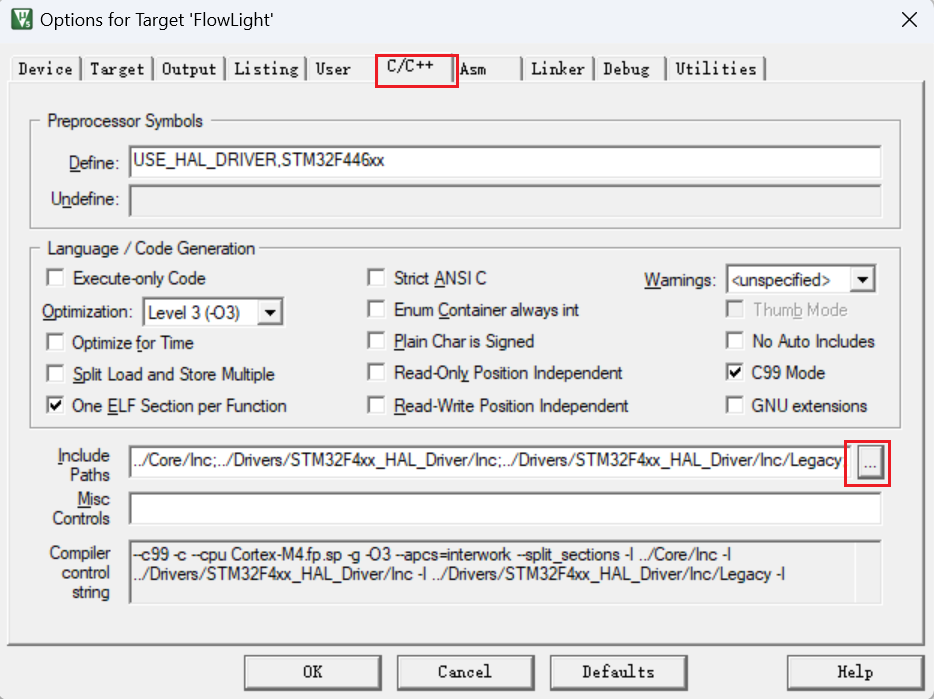 Options for Target 'FlowLight'
Device Target Output Listing User C/C++ Asm Linker Debug Utilities
Preprocessor Symbols
Define: USE_HAL_DRIVER,STM32F446xx
Undefine:
Language / Code Generation
Execute-only Code Strict ANSI C Warnings: <unspecified>
Optimization: Level 3 (-O3) Enum Container always int Thumb Mode
Optimize for Time Plain Char is Signed No Auto Includes
Split Load and Store Multiple Read-Only Position Independent C99 Mode
One ELF Section per Function Read-Write Position Independent GNU extensions
Include Paths ../Core/Inc;../Drivers/STM32F4xx_HAL_Driver/Inc;../Drivers/STM32F4xx_HAL_Driver/Inc/Legacy ...
Misc Controls
Compiler control string --c99 -c --cpu Cortex-M4.fp.sp -g -O3 --apcs=interwork --split_sections -I ../Core/Inc -I
../Drivers/STM32F4xx_HAL_Driver/Inc -I ../Drivers/STM32F4xx_HAL_Driver/Inc/Legacy -I
OK Cancel Defaults Help